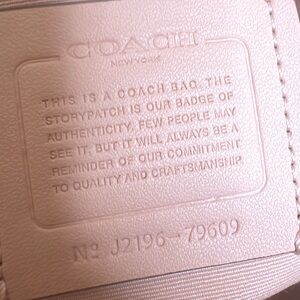 COACH
NEW YORK
THIS IS A COACH BAG. THE
STORYPATCH IS OUR BADGE OF
AUTHENTICITY. FEW PEOPLE MAY
SEE IT. BUT IT WILL ALWAYS BE A
REMINDER OF OUR COMMITMENT
TO QUALITY AND CRAFTSMANSHIP
Nº J2196-79609